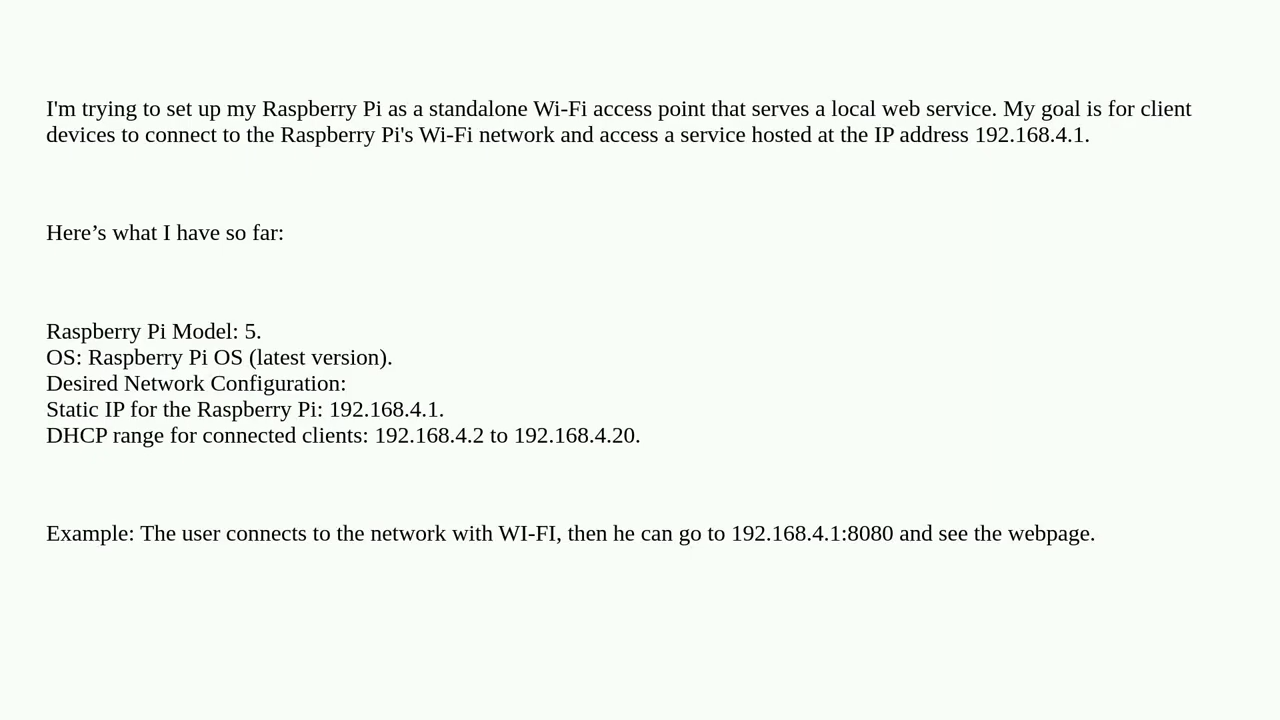 I'm trying to set up my Raspberry Pi as a standalone Wi-Fi access point that serves a local web service. My goal is for client
devices to connect to the Raspberry Pi's Wi-Fi network and access a service hosted at the IP address 192.168.4.1.
Here’s what I have so far:
Raspberry Pi Model: 5.
OS: Raspberry Pi OS (latest version).
Desired Network Configuration:
Static IP for the Raspberry Pi: 192.168.4.1.
DHCP range for connected clients: 192.168.4.2 to 192.168.4.20.
Example: The user connects to the network with WI-FI, then he can go to 192.168.4.1:8080 and see the webpage.